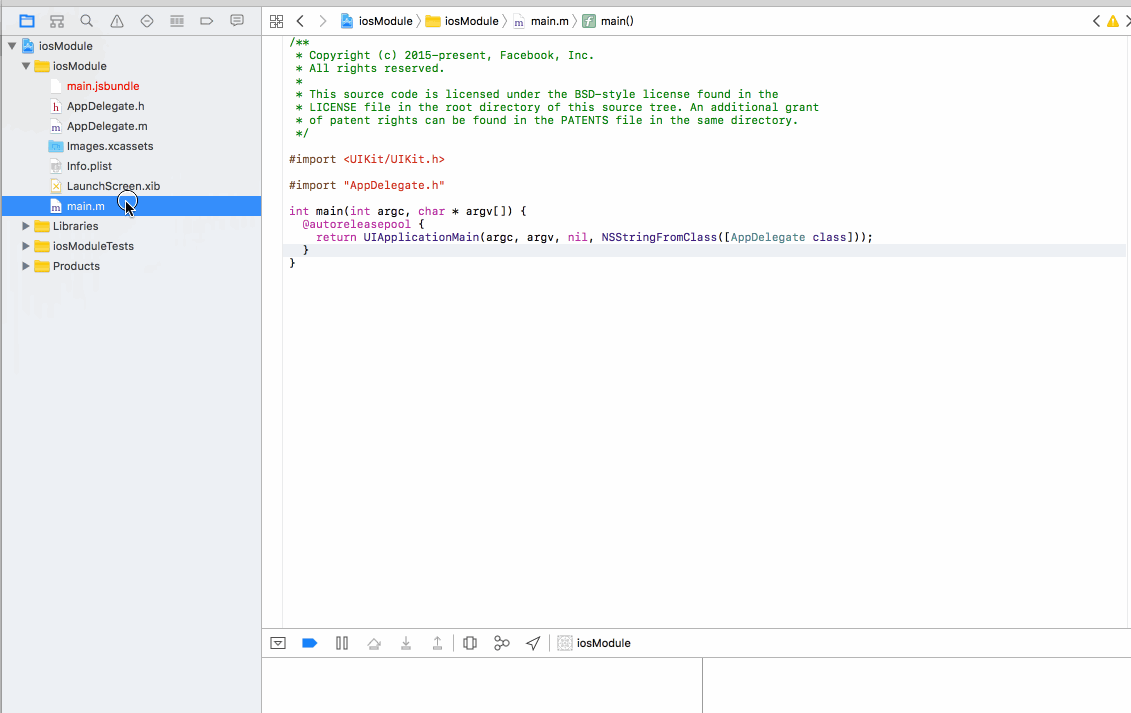 iosModule iosModule main.m main()
iosModule
iosModule
main.jsbundle
h AppDelegate.h
m AppDelegate.m
Images.xcassets
Info.plist
LaunchScreen.xib
m main.m
Libraries
iosModuleTests
Products
/**
 * Copyright (c) 2015-present, Facebook, Inc.
 * All rights reserved.
 *
 * This source code is licensed under the BSD-style license found in the
 * LICENSE file in the root directory of this source tree. An additional grant
 * of patent rights can be found in the PATENTS file in the same directory.
 */
#import <UIKit/UIKit.h>
#import "AppDelegate.h"
int main(int argc, char * argv[]) {
  @autoreleasepool {
    return UIApplicationMain(argc, argv, nil, NSStringFromClass([AppDelegate class]));
  }
}
iosModule